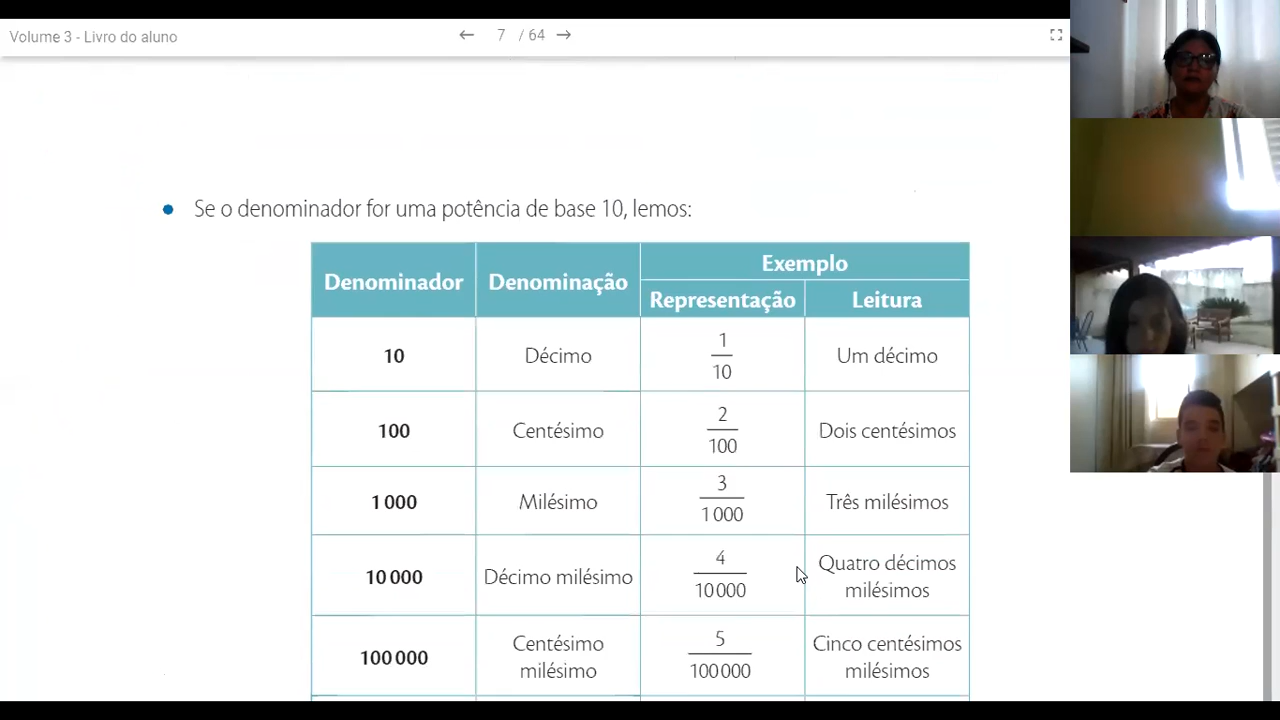 Volume 3 - Livro do aluno
7 / 64
Se o denominador for uma potência de base 10, lemos:
Denominador Denominação Exemplo
Representação Leitura
10 Décimo 1/10 Um décimo
100 Centésimo 2/100 Dois centésimos
1 000 Milésimo 3/1 000 Três milésimos
10 000 Décimo milésimo 4/10 000 Quatro décimos
milésimos
100 000 Centésimo
milésimo 5/100 000 Cinco centésimos
milésimos